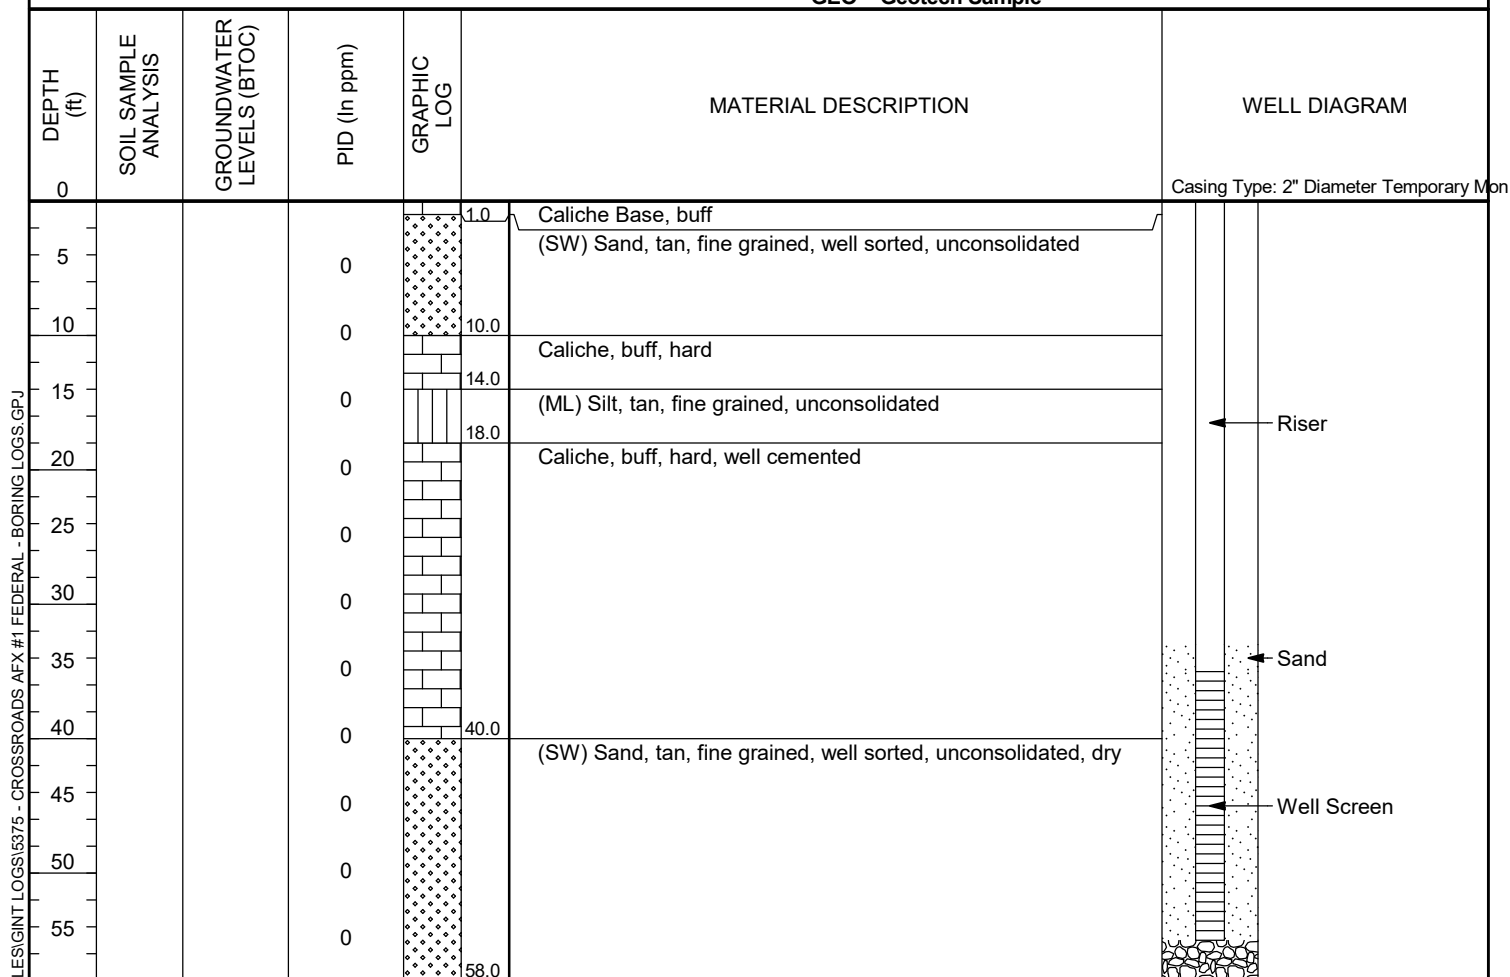 GEO - Geotech Sample
DEPTH
(ft)
SOIL SAMPLE
ANALYSIS
GROUNDWATER
LEVELS (BTOC)
PID (In ppm)
GRAPHIC
LOG
MATERIAL DESCRIPTION
WELL DIAGRAM
0
Casing Type: 2" Diameter Temporary Mon
1.0 Caliche Base, buff
(SW) Sand, tan, fine grained, well sorted, unconsolidated
5
0
10
0
10.0
Caliche, buff, hard
14.0
15
0
(ML) Silt, tan, fine grained, unconsolidated
Riser
18.0
20
0
Caliche, buff, hard, well cemented
25
0
30
0
35
0
Sand
40
0
40.0
(SW) Sand, tan, fine grained, well sorted, unconsolidated, dry
45
0
Well Screen
50
0
55
0
58.0
LES\GINT LOGS\5375 - CROSSROADS AFX #1 FEDERAL - BORING LOGS.GPJ